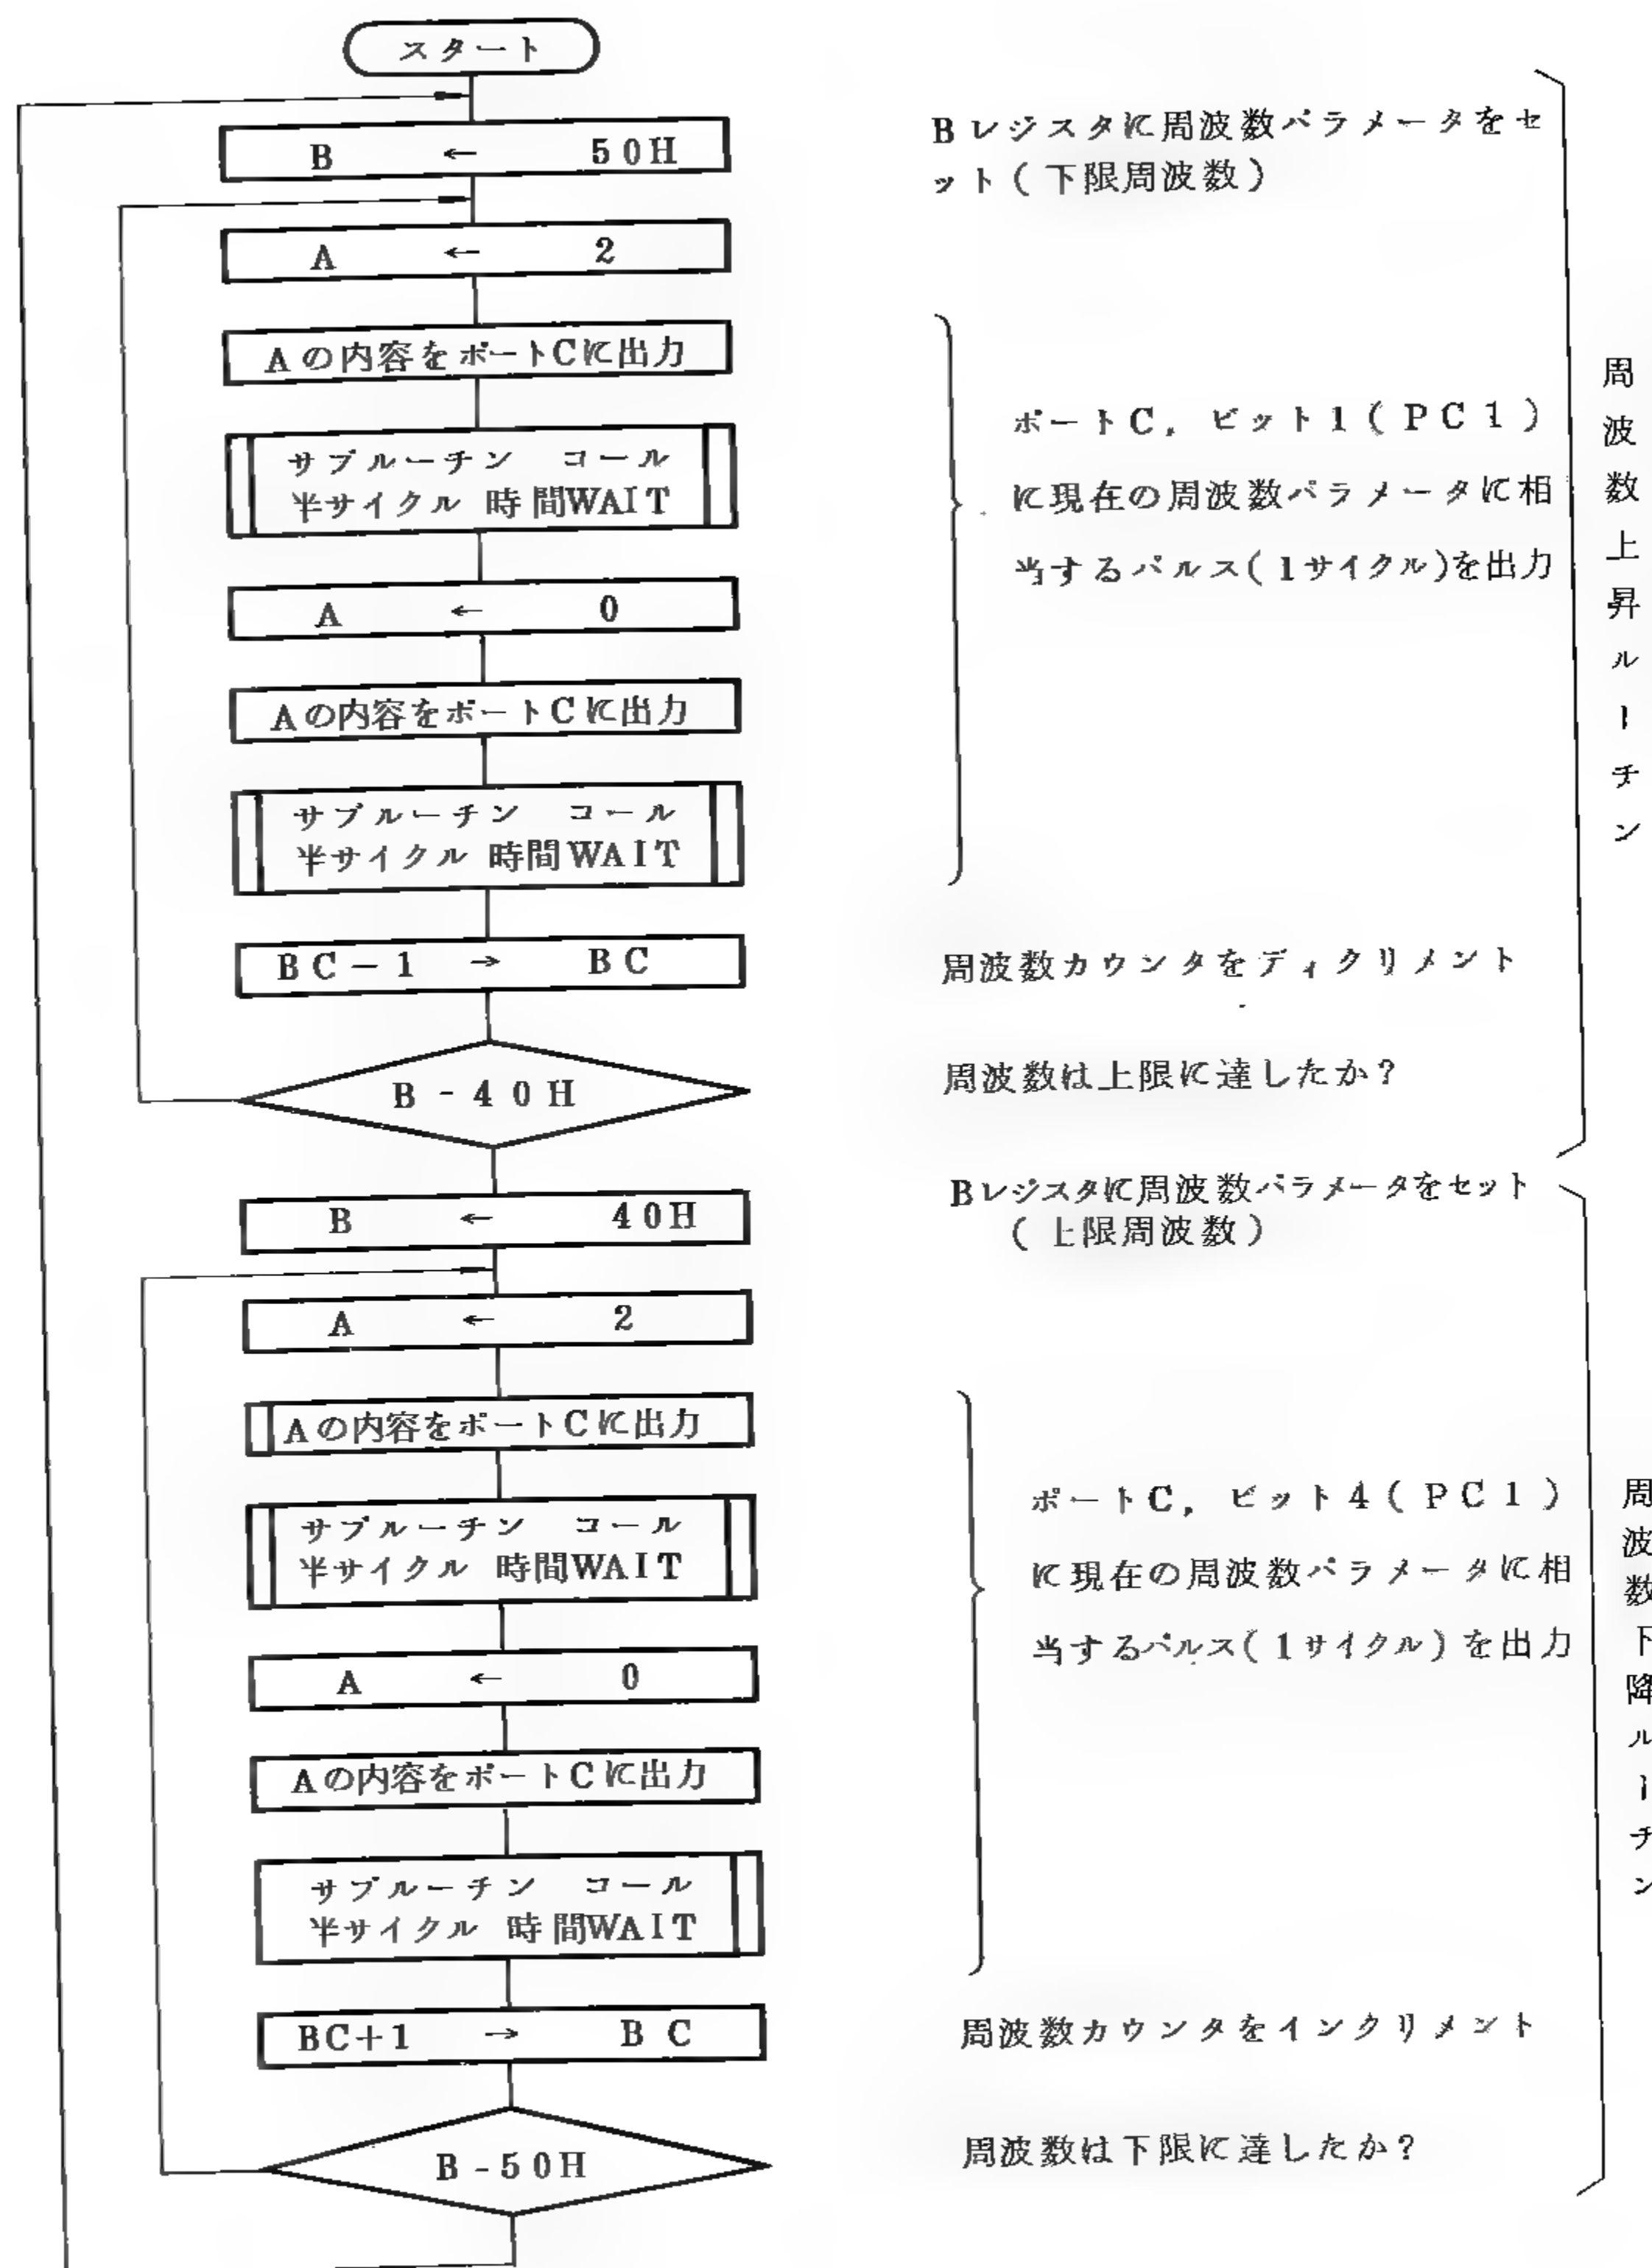 スタート
B ← 50H
Bレジスタに周波数パラメータをセ
ット(下限周波数)
A ← 2
Aの内容をポートCに出力
サブルーチン コール
半サイクル 時間WAIT
A ← 0
Aの内容をポートCに出力
サブルーチン コール
半サイクル 時間WAIT
ポートC, ビット1(PC1)
に現在の周波数パラメータに相
当するパルス(1サイクル)を出力
周波数上昇ルーチン
BC-1 → BC
周波数カウンタをディクリメント
B-40H
周波数は上限に達したか?
B ← 40H
Bレジスタに周波数パラメータをセット
(上限周波数)
A ← 2
Aの内容をポートCに出力
サブルーチン コール
半サイクル 時間WAIT
A ← 0
Aの内容をポートCに出力
サブルーチン コール
半サイクル 時間WAIT
ポートC, ビット4(PC1)
に現在の周波数パラメータに相
当するパルス(1サイクル)を出力
周波数下降ルーチン
BC+1 → BC
周波数カウンタをインクリメント
B-50H
周波数は下限に達したか?